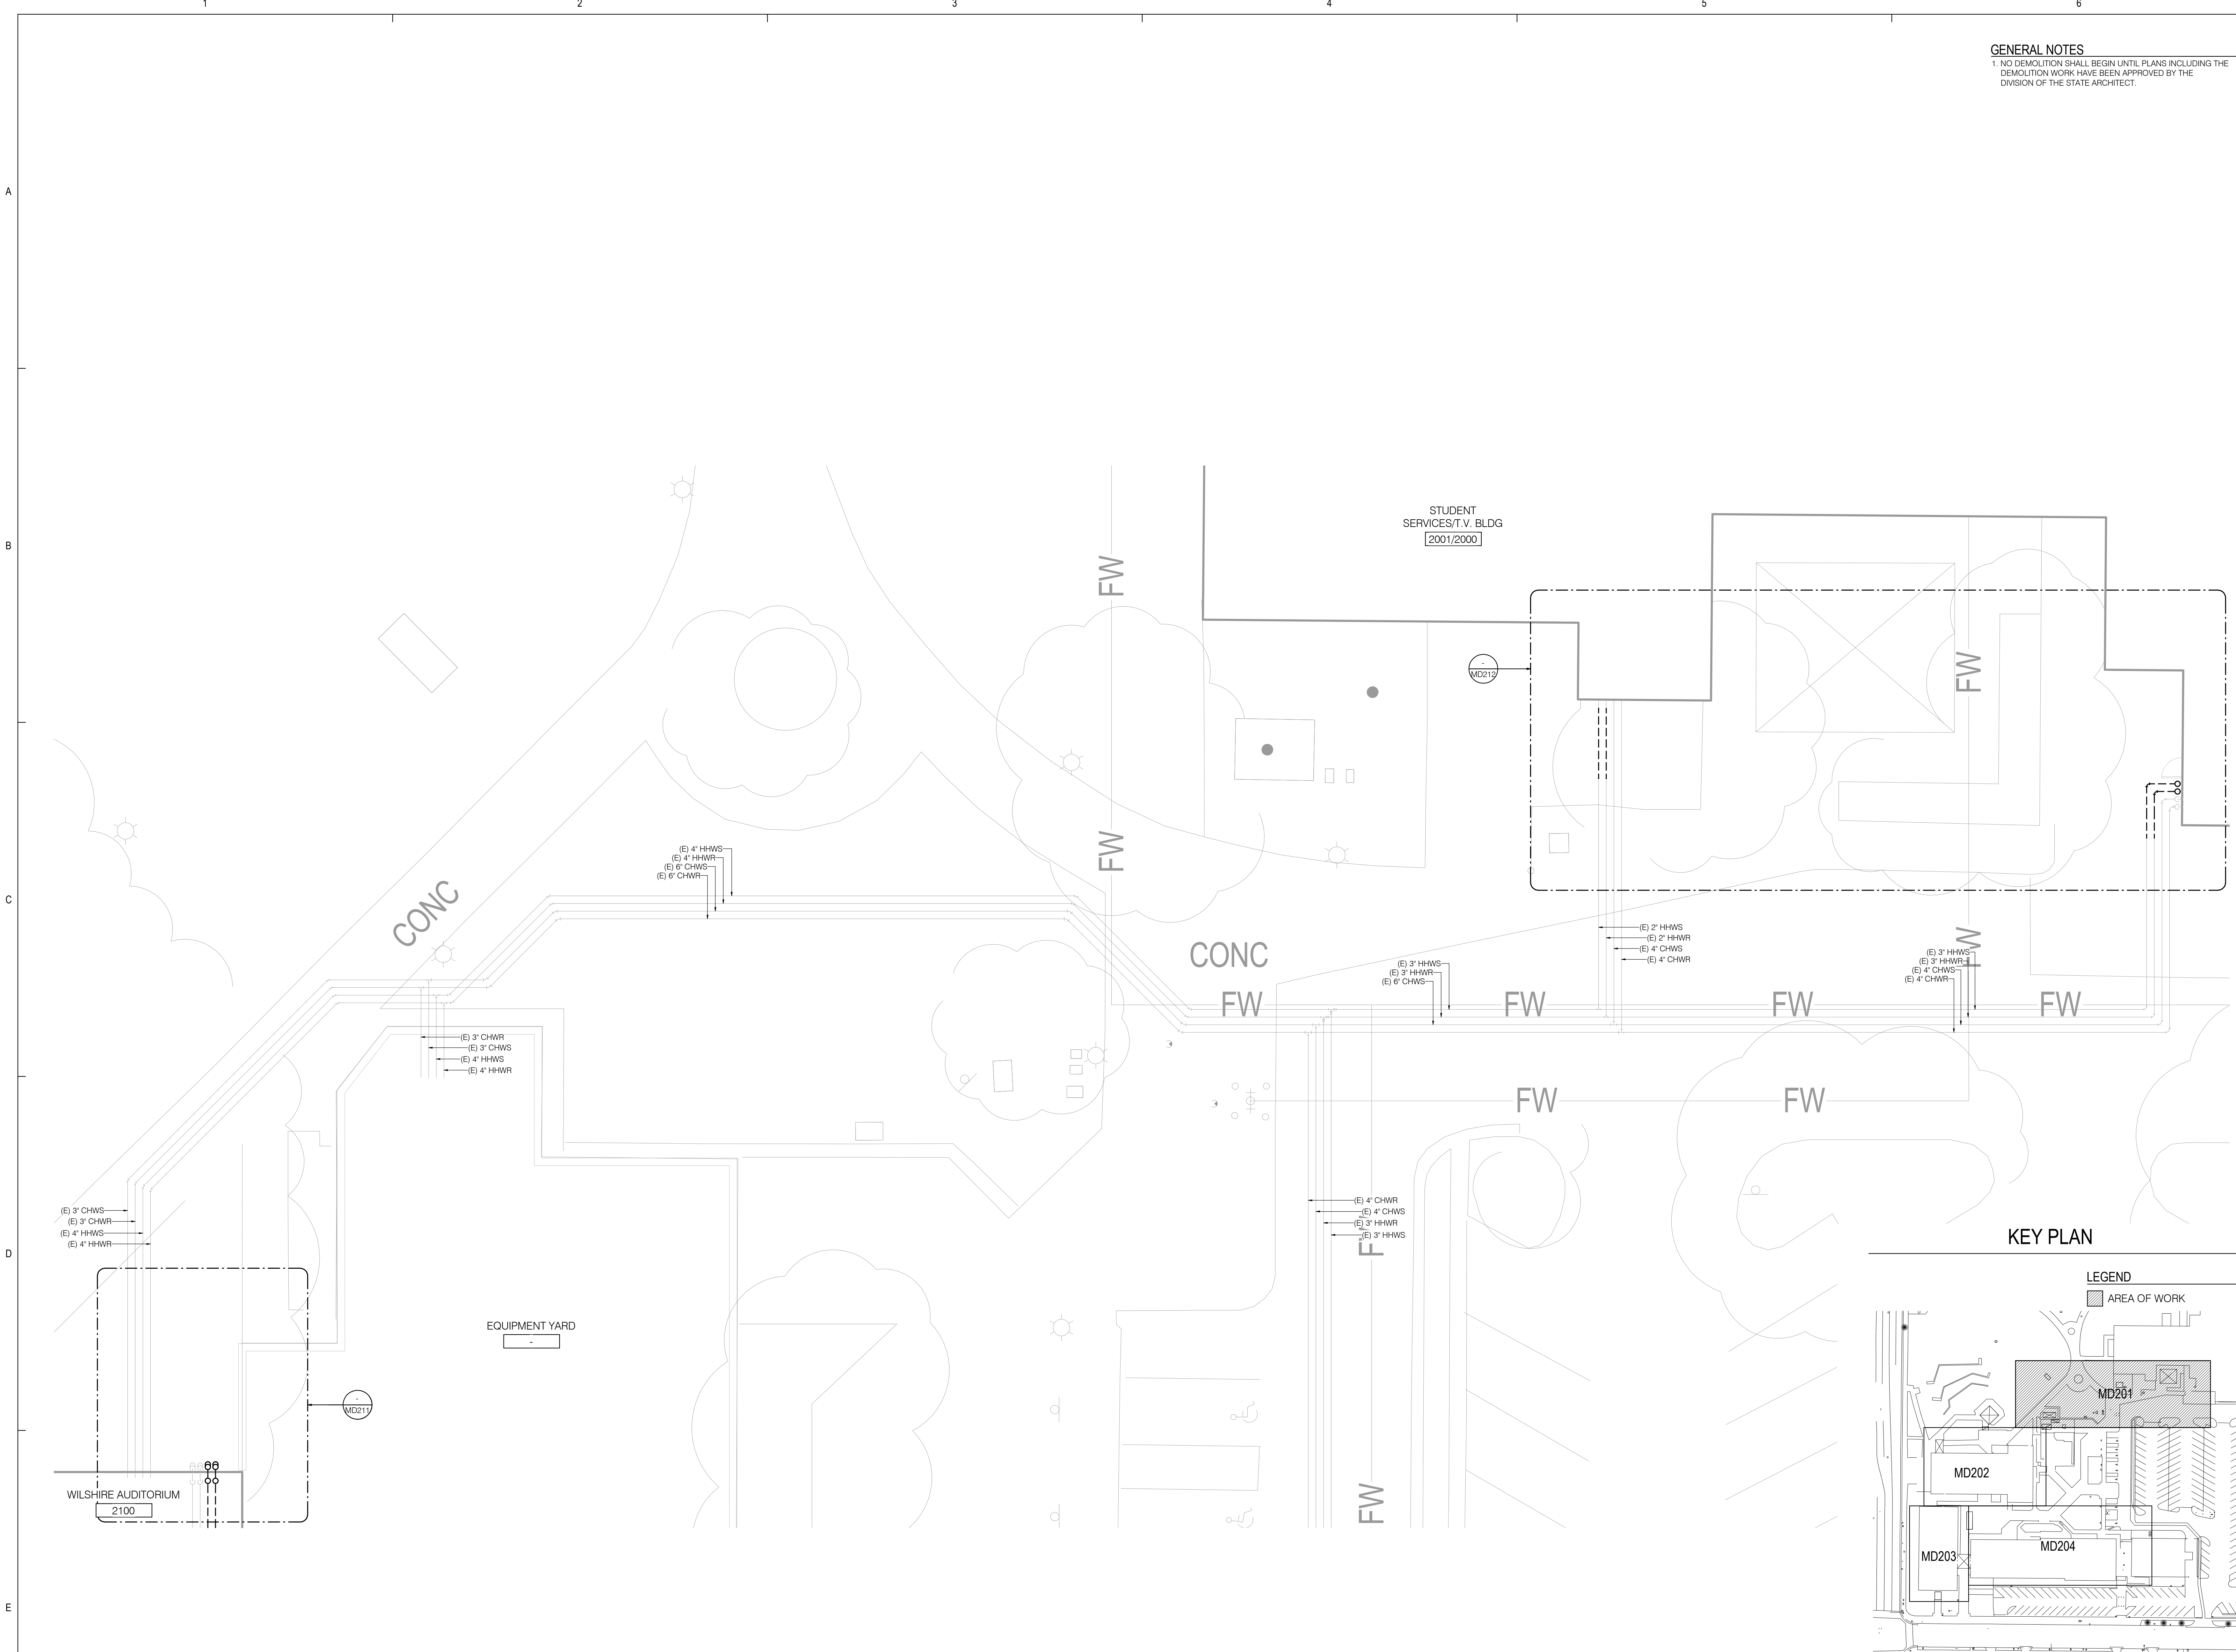 1
2
3
4
5
6
GENERAL NOTES
1. NO DEMOLITION SHALL BEGIN UNTIL PLANS INCLUDING THE
DEMOLITION WORK HAVE BEEN APPROVED BY THE
DIVISION OF THE STATE ARCHITECT.
A
B
STUDENT
SERVICES/T.V. BLDG
2001/2000
FW
FW
-
MD212
C
CONC
(E) 4" HHWS
(E) 4" HHWR
(E) 6" CHWS
(E) 6" CHWR
FW
CONC
(E) 2" HHWS
(E) 2" HHWR
(E) 4" CHWS
(E) 4" CHWR
(E) 3" HHWS
(E) 3" HHWR
(E) 6" CHWS
(E) 3" HHWS
(E) 3" HHWR
(E) 4" CHWS
(E) 4" CHWR
FW
FW
FW
FW
FW
(E) 3" CHWR
(E) 3" CHWS
(E) 4" HHWS
(E) 4" HHWR
FW
FW
D
(E) 3" CHWS
(E) 3" CHWR
(E) 4" HHWS
(E) 4" HHWR
(E) 4" CHWR
(E) 4" CHWS
(E) 3" HHWR
(E) 3" HHWS
FW
KEY PLAN
LEGEND
AREA OF WORK
EQUIPMENT YARD
-
-
MD211
WILSHIRE AUDITORIUM
2100
FW
MD201
MD202
MD203
MD204
E